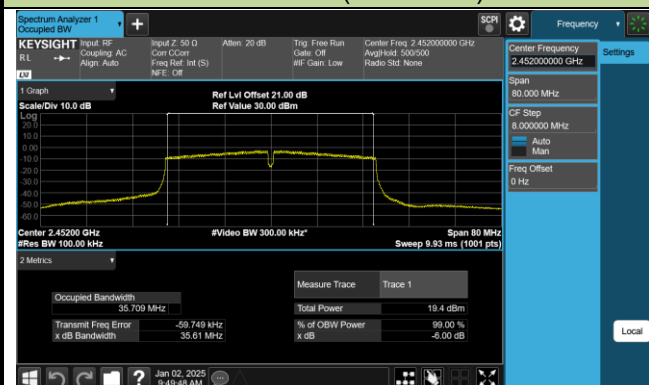 Spectrum Analyzer 1
Occupied BW
+
SCPI
Frequency
KEYSIGHT
RL
LXI
Input: RF
Coupling: AC
Align: Auto
Input Z: 50 Ω
Corr CCorr
Freq Ref: Int (S)
NFE: Off
Atten: 20 dB
Trig: Free Run
Gate: Off
#IF Gain: Low
Center Freq: 2.452000000 GHz
Avg|Hold: 500/500
Radio Std: None
Center Frequency
2.452000000 GHz
Settings
Span
80.000 MHz
CF Step
8.000000 MHz
Auto
Man
Freq Offset
0 Hz
Local
1 Graph
Scale/Div 10.0 dB
Ref Lvl Offset 21.00 dB
Ref Value 30.00 dBm
Log
20.0
10.0
0.00
-10.0
-20.0
-30.0
-40.0
-50.0
-60.0
Center 2.45200 GHz
#Res BW 100.00 kHz
#Video BW 300.00 kHz*
Span 80 MHz
Sweep 9.93 ms (1001 pts)
2 Metrics
Measure Trace Trace 1
Occupied Bandwidth
35.709 MHz
Total Power 19.4 dBm
Transmit Freq Error -59.749 kHz
% of OBW Power 99.00 %
x dB Bandwidth 35.61 MHz
x dB -6.00 dB
?
Jan 02, 2025
9:49:48 AM